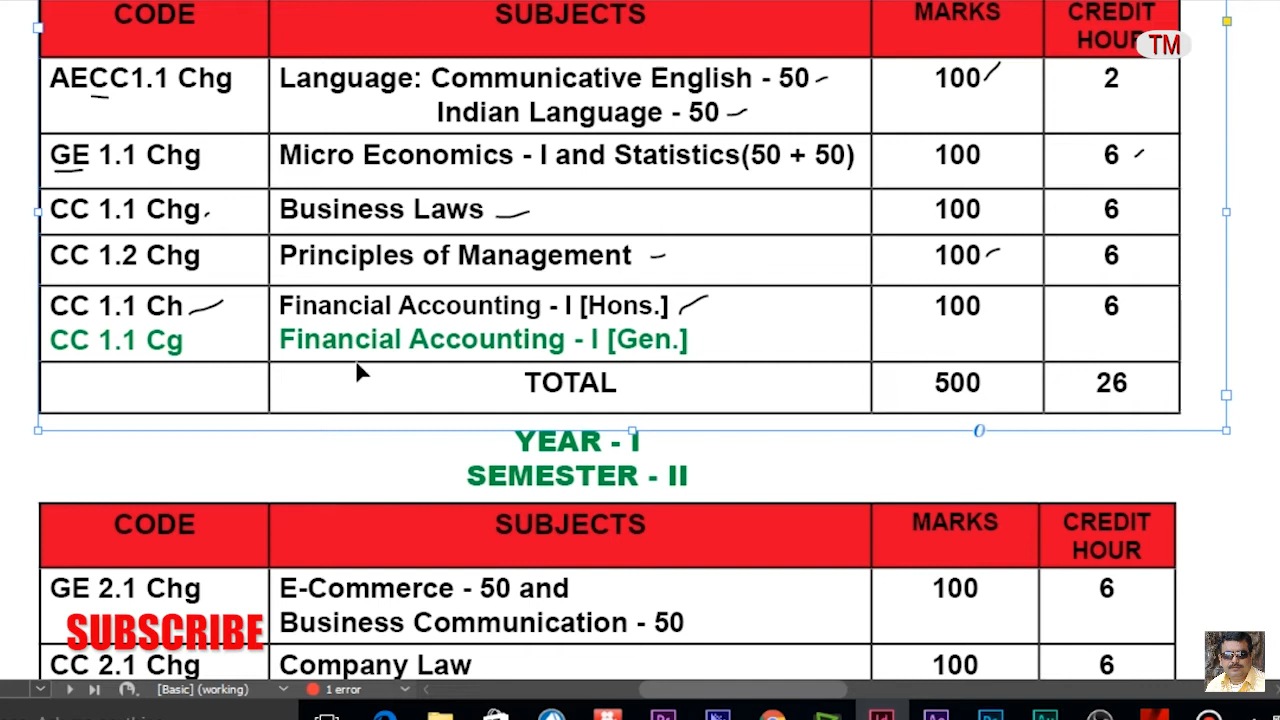 CODE SUBJECTS MARKS CREDIT HOUR
TM
AECC1.1 Chg Language: Communicative English - 50 100 2
Indian Language - 50
GE 1.1 Chg Micro Economics - I and Statistics(50 + 50) 100 6
CC 1.1 Chg Business Laws 100 6
CC 1.2 Chg Principles of Management 100 6
CC 1.1 Ch Financial Accounting - I [Hons.] 100 6
CC 1.1 Cg Financial Accounting - I [Gen.]
TOTAL 500 26
YEAR - I
SEMESTER - II
CODE SUBJECTS MARKS CREDIT HOUR
GE 2.1 Chg E-Commerce - 50 and 100 6
Business Communication - 50
SUBSCRIBE
CC 2.1 Chg Company Law 100 6
[Basic] (working) 1 error